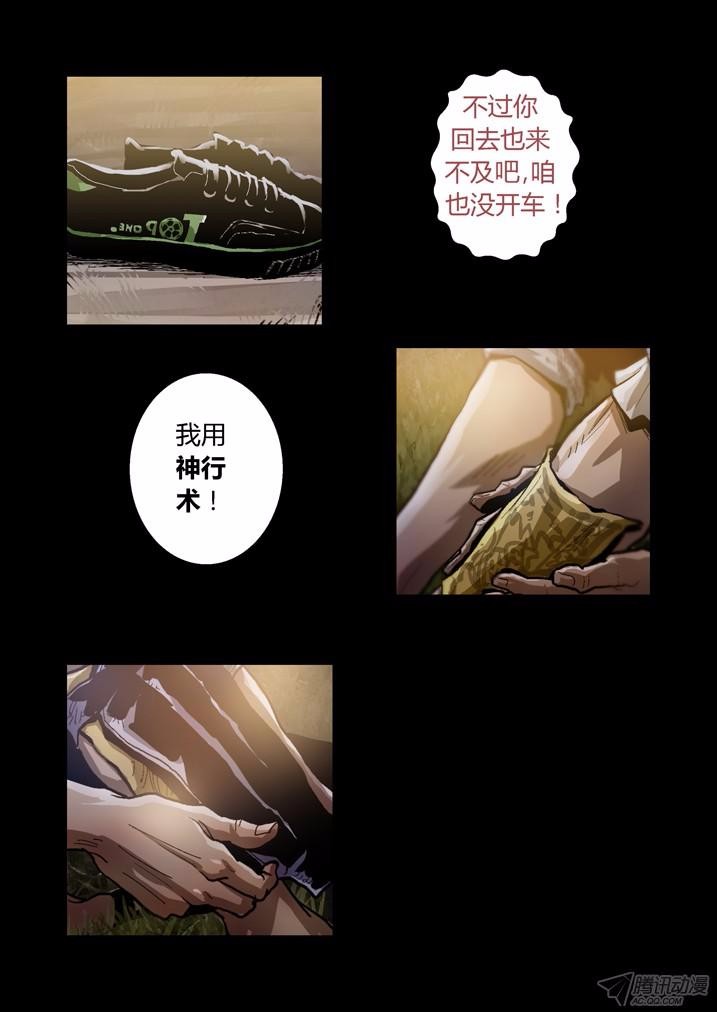 不过你
回去也来
不及吧，咱
也没开车！
TOP ONE.
我用
神行
术！
腾讯动漫
AC.QQ.COM